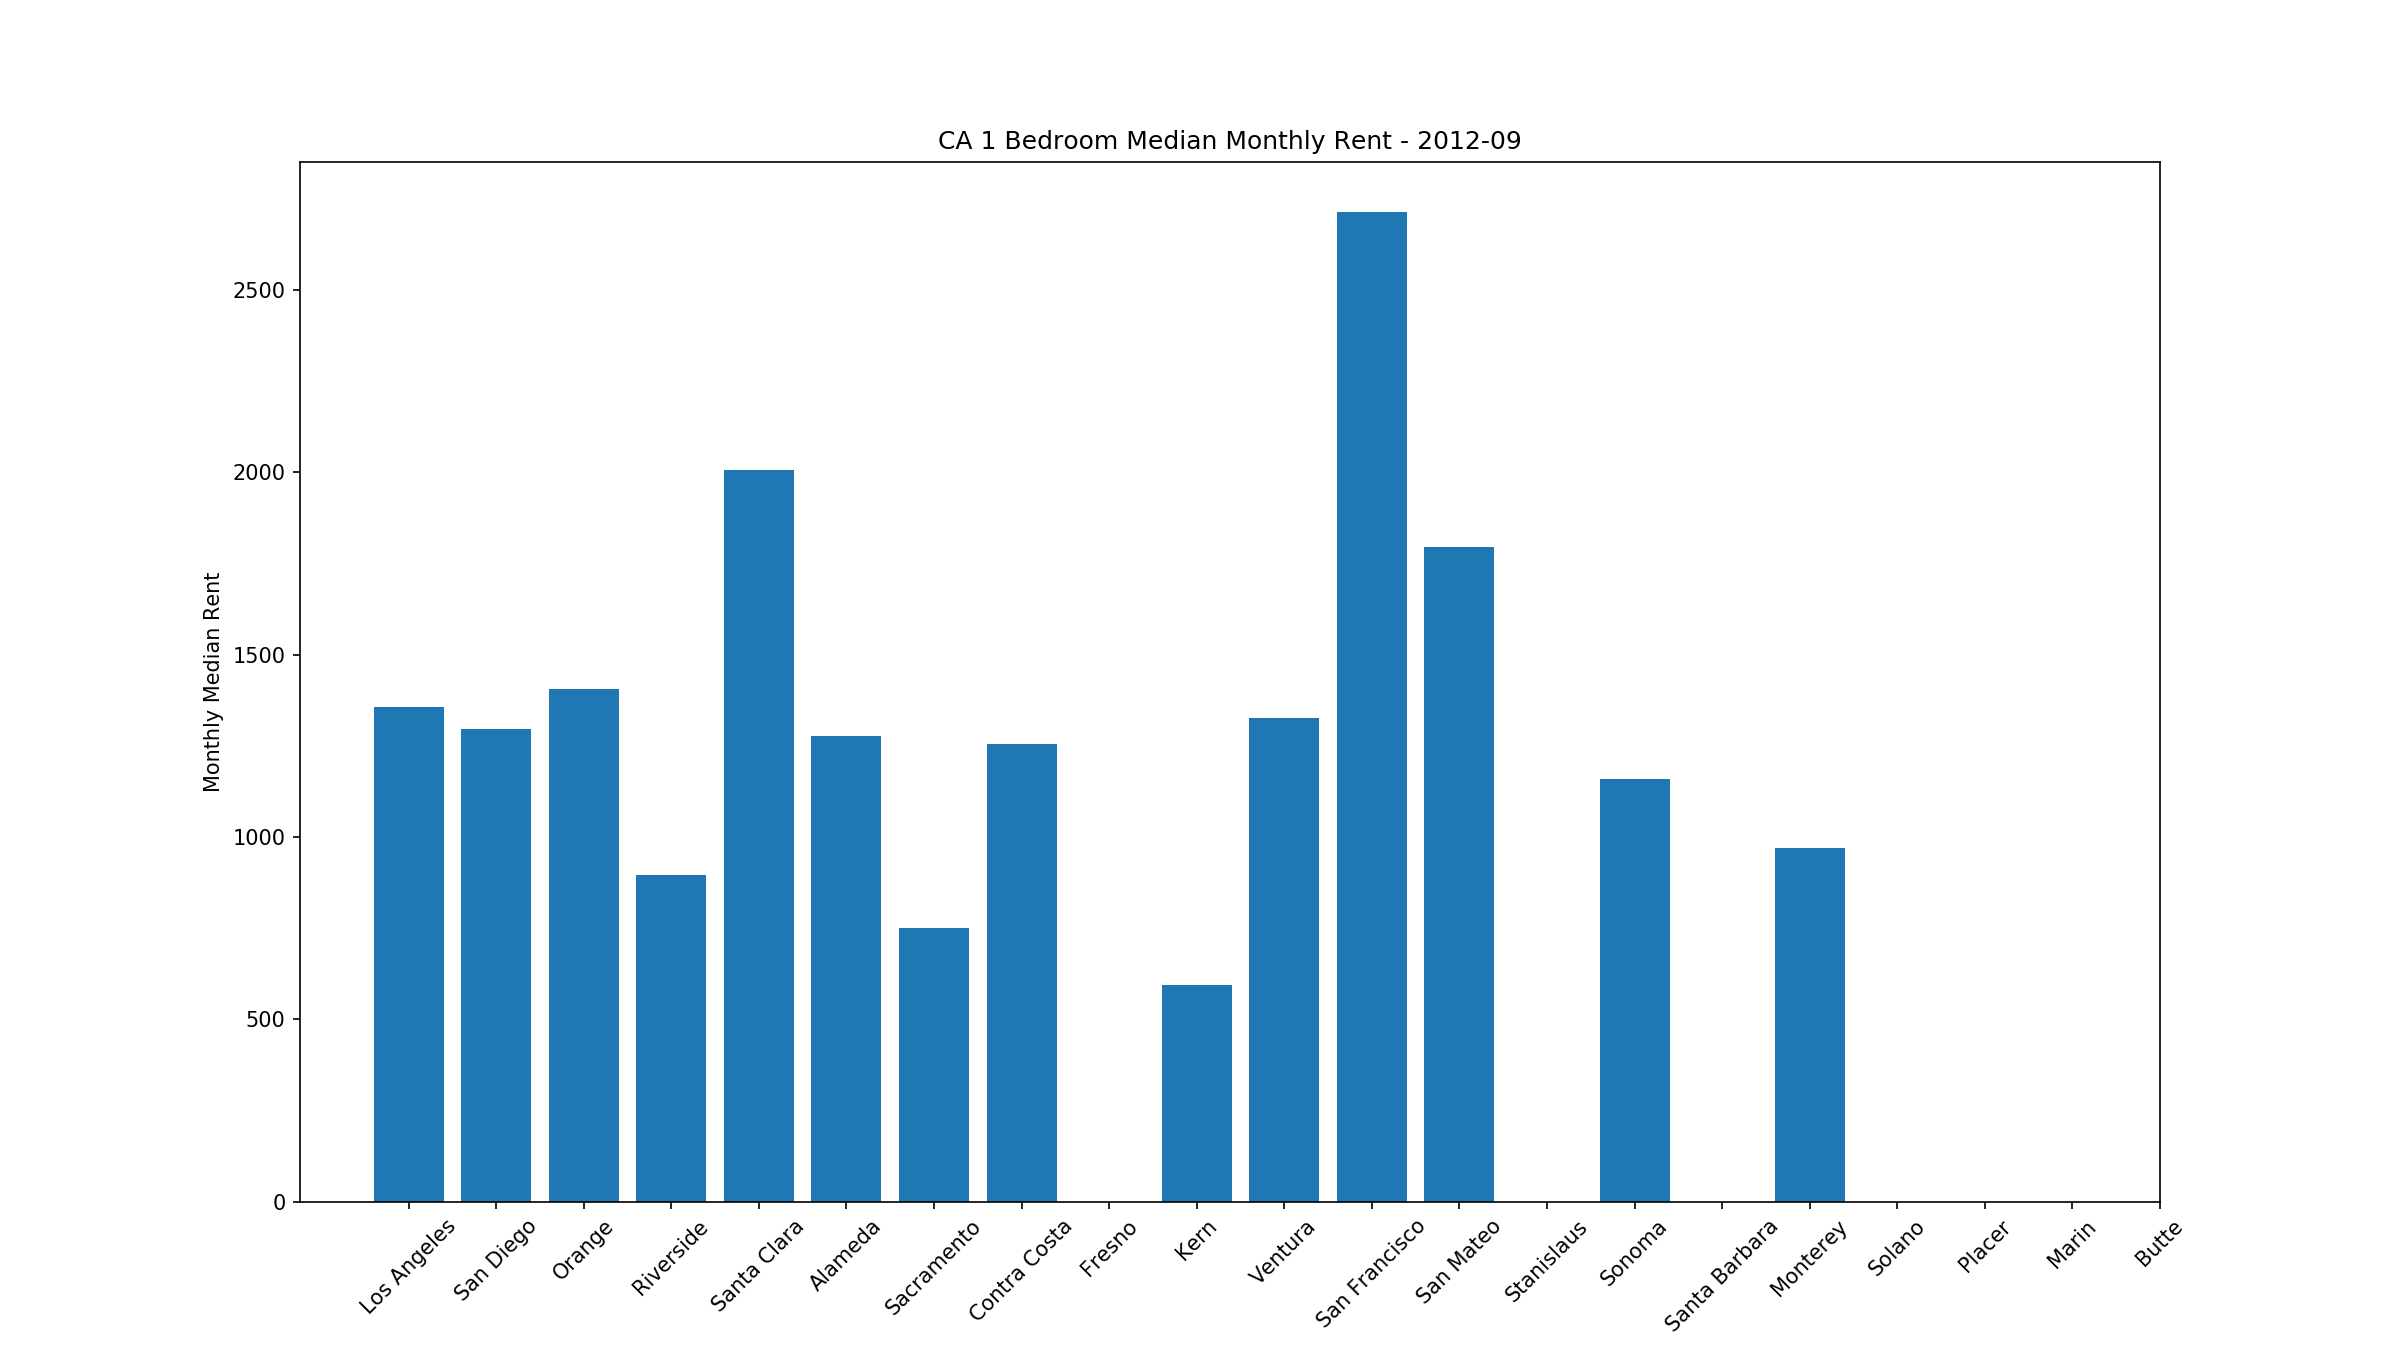 CA 1 Bedroom Median Monthly Rent - 2012-09
Monthly Median Rent
2500
2000
1500
1000
500
0
Los Angeles
San Diego
Orange
Riverside
Santa Clara
Alameda
Sacramento
Contra Costa
Fresno
Kern
Ventura
San Francisco
San Mateo
Stanislaus
Sonoma
Santa Barbara
Monterey
Solano
Placer
Marin
Butte